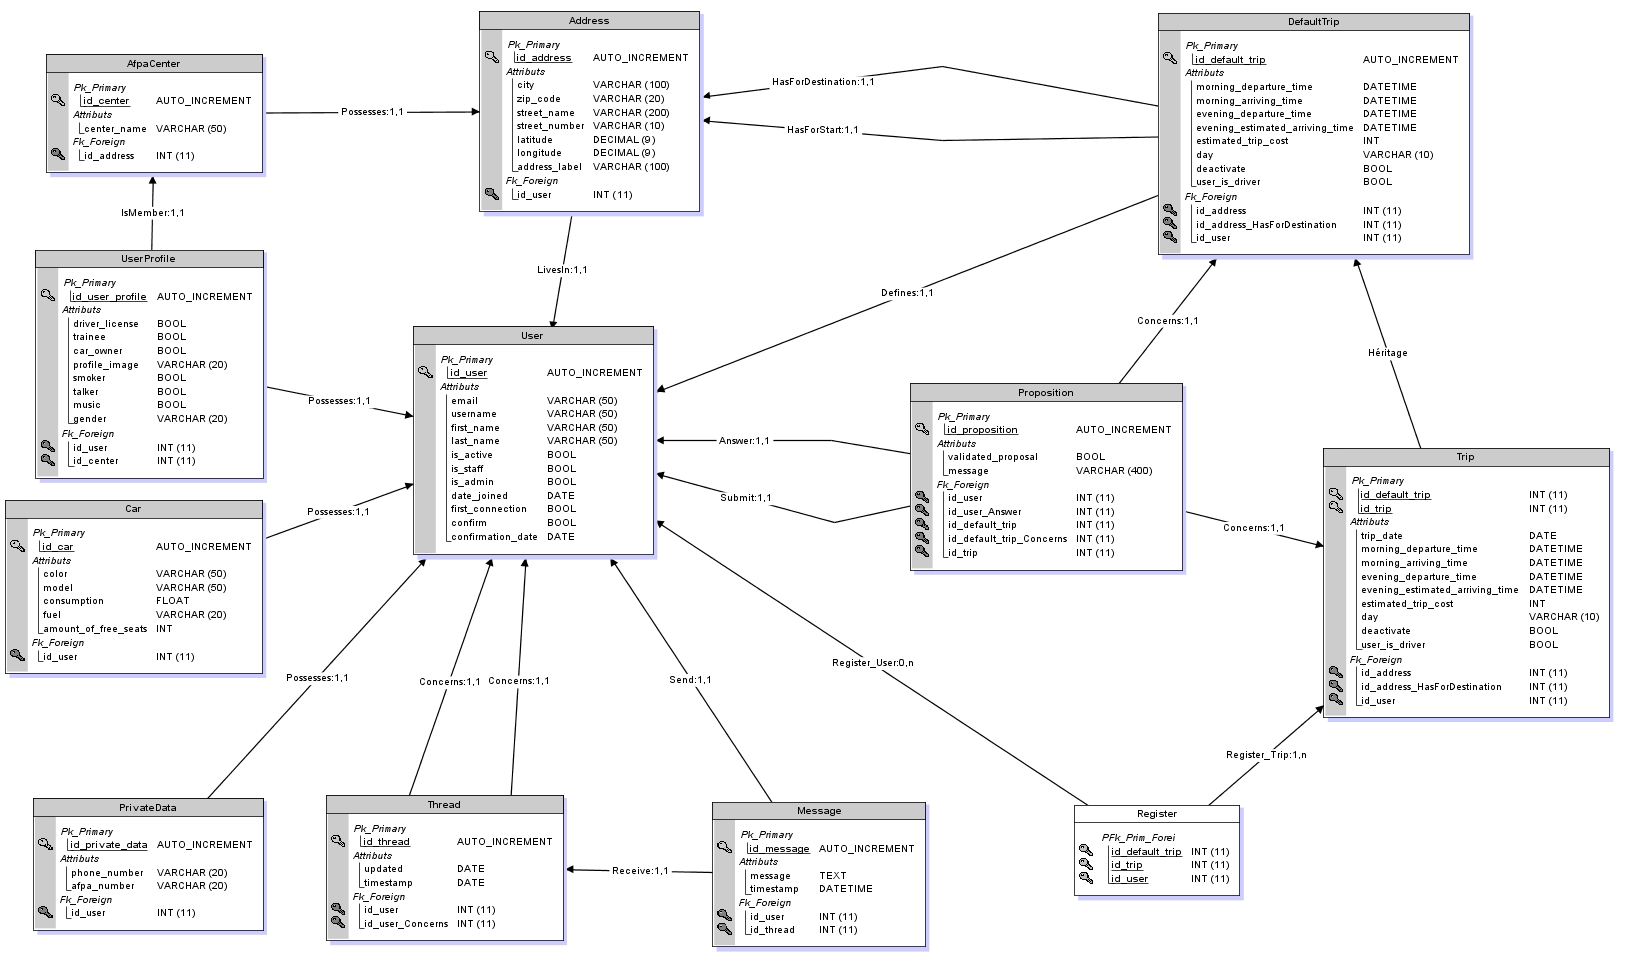 Address
Pk_Primary
id_address AUTO_INCREMENT
Attributs
city VARCHAR (100)
zip_code VARCHAR (20)
street_name VARCHAR (200)
street_number VARCHAR (10)
latitude DECIMAL (9)
longitude DECIMAL (9)
address_label VARCHAR (100)
Fk_Foreign
id_user INT (11)
DefaultTrip
Pk_Primary
id_default_trip AUTO_INCREMENT
Attributs
morning_departure_time DATETIME
morning_arriving_time DATETIME
evening_departure_time DATETIME
evening_estimated_arriving_time DATETIME
estimated_trip_cost INT
day VARCHAR (10)
deactivate BOOL
user_is_driver BOOL
Fk_Foreign
id_address INT (11)
id_address_HasForDestination INT (11)
id_user INT (11)
AfpaCenter
Pk_Primary
id_center AUTO_INCREMENT
Attributs
center_name VARCHAR (50)
Fk_Foreign
id_address INT (11)
Possesses:1,1
HasForDestination:1,1
HasForStart:1,1
IsMember:1,1
LivesIn:1,1
Defines:1,1
Concerns:1,1
Héritage
UserProfile
Pk_Primary
id_user_profile AUTO_INCREMENT
Attributs
driver_license BOOL
trainee BOOL
car_owner BOOL
profile_image VARCHAR (20)
smoker BOOL
talker BOOL
music BOOL
gender VARCHAR (20)
Fk_Foreign
id_user INT (11)
id_center INT (11)
Possesses:1,1
User
Pk_Primary
id_user AUTO_INCREMENT
Attributs
email VARCHAR (50)
username VARCHAR (50)
first_name VARCHAR (50)
last_name VARCHAR (50)
is_active BOOL
is_staff BOOL
is_admin BOOL
date_joined DATE
first_connection BOOL
confirm BOOL
confirmation_date DATE
Answer:1,1
Submit:1,1
Proposition
Pk_Primary
id_proposition AUTO_INCREMENT
Attributs
validated_proposal BOOL
message VARCHAR (400)
Fk_Foreign
id_user INT (11)
id_user_Answer INT (11)
id_default_trip INT (11)
id_default_trip_Concerns INT (11)
id_trip INT (11)
Concerns:1,1
Trip
Pk_Primary
id_default_trip INT (11)
id_trip INT (11)
Attributs
trip_date DATE
morning_departure_time DATETIME
morning_arriving_time DATETIME
evening_departure_time DATETIME
evening_estimated_arriving_time DATETIME
estimated_trip_cost INT
day VARCHAR (10)
deactivate BOOL
user_is_driver BOOL
Fk_Foreign
id_address INT (11)
id_address_HasForDestination INT (11)
id_user INT (11)
Car
Pk_Primary
id_car AUTO_INCREMENT
Attributs
color VARCHAR (50)
model VARCHAR (50)
consumption FLOAT
fuel VARCHAR (20)
amount_of_free_seats INT
Fk_Foreign
id_user INT (11)
Possesses:1,1
Possesses:1,1
Concerns:1,1
Concerns:1,1
Send:1,1
Register_User:0,n
Register_Trip:1,n
PrivateData
Pk_Primary
id_private_data AUTO_INCREMENT
Attributs
phone_number VARCHAR (20)
afpa_number VARCHAR (20)
Fk_Foreign
id_user INT (11)
Thread
Pk_Primary
id_thread AUTO_INCREMENT
Attributs
updated DATE
timestamp DATE
Fk_Foreign
id_user INT (11)
id_user_Concerns INT (11)
Receive:1,1
Message
Pk_Primary
id_message AUTO_INCREMENT
Attributs
message TEXT
timestamp DATETIME
Fk_Foreign
id_user INT (11)
id_thread INT (11)
Register
PFk_Prim_Forei
id_default_trip INT (11)
id_trip INT (11)
id_user INT (11)